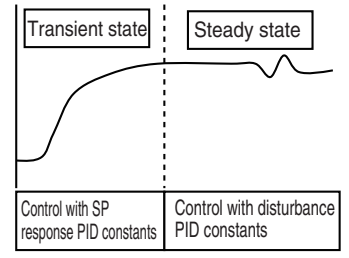 Transient state
Steady state
Control with SP
response PID constants
Control with disturbance
PID constants